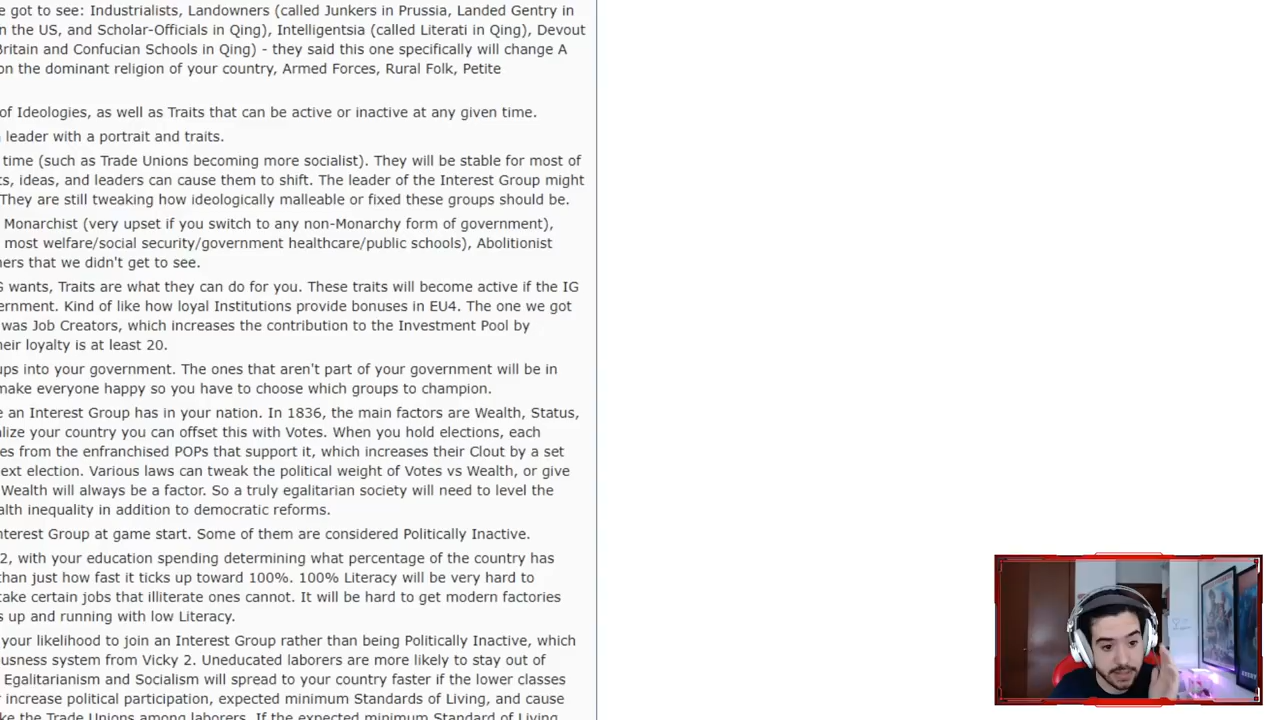 e got to see: Industrialists, Landowners (called Junkers in Prussia, Landed Gentry in
n the US, and Scholar-Officials in Qing), Intelligentsia (called Literati in Qing), Devout
Britain and Confucian Schools in Qing) - they said this one specifically will change A
on the dominant religion of your country, Armed Forces, Rural Folk, Petite
of Ideologies, as well as Traits that can be active or inactive at any given time.
leader with a portrait and traits.
time (such as Trade Unions becoming more socialist). They will be stable for most of
ts, ideas, and leaders can cause them to shift. The leader of the Interest Group might
They are still tweaking how ideologically malleable or fixed these groups should be.
Monarchist (very upset if you switch to any non-Monarchy form of government),
most welfare/social security/government healthcare/public schools), Abolitionist
hers that we didn't get to see.
G wants, Traits are what they can do for you. These traits will become active if the IG
ernment. Kind of like how loyal Institutions provide bonuses in EU4. The one we got
was Job Creators, which increases the contribution to the Investment Pool by
heir loyalty is at least 20.
ups into your government. The ones that aren't part of your government will be in
make everyone happy so you have to choose which groups to champion.
e an Interest Group has in your nation. In 1836, the main factors are Wealth, Status,
alize your country you can offset this with Votes. When you hold elections, each
es from the enfranchised POPs that support it, which increases their Clout by a set
ext election. Various laws can tweak the political weight of Votes vs Wealth, or give
Wealth will always be a factor. So a truly egalitarian society will need to level the
alth inequality in addition to democratic reforms.
nterest Group at game start. Some of them are considered Politically Inactive.
2, with your education spending determining what percentage of the country has
than just how fast it ticks up toward 100%. 100% Literacy will be very hard to
take certain jobs that illiterate ones cannot. It will be hard to get modern factories
s up and running with low Literacy.
your likelihood to join an Interest Group rather than being Politically Inactive, which
ousness system from Vicky 2. Uneducated laborers are more likely to stay out of
Egalitarianism and Socialism will spread to your country faster if the lower classes
r increase political participation, expected minimum Standards of Living, and cause
ke the Trade Unions among laborers. If the expected minimum Standard of Living